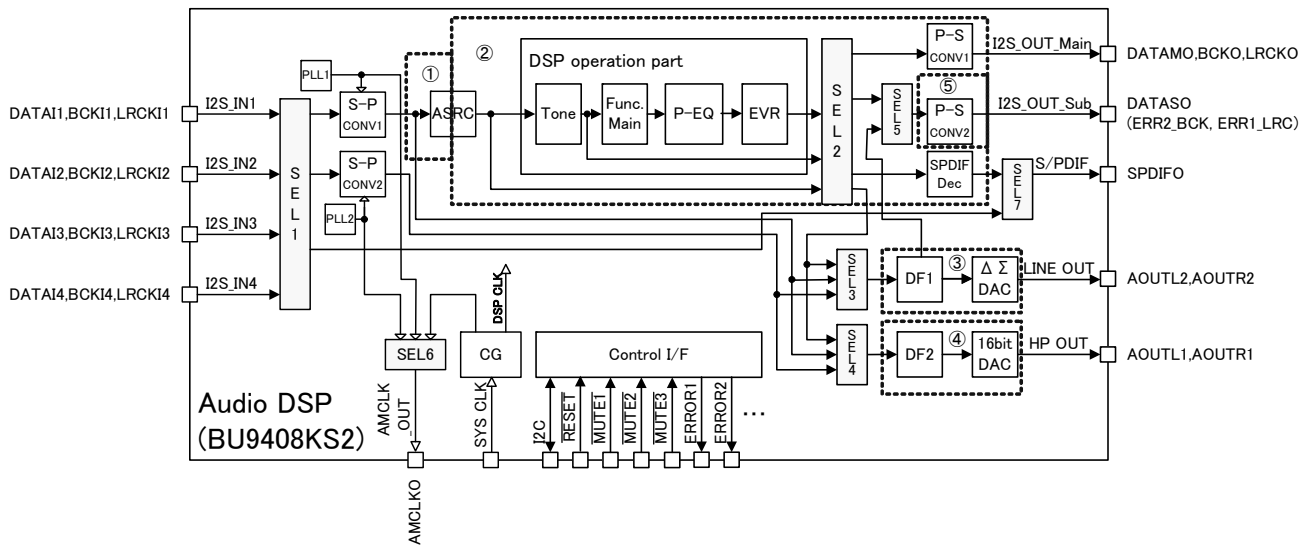 DATAI1,BCKI1,LRCKI1
DATAI2,BCKI2,LRCKI2
DATAI3,BCKI3,LRCKI3
DATAI4,BCKI4,LRCKI4
I2S_IN1
I2S_IN2
I2S_IN3
I2S_IN4
SEL1
PLL1
S-P
CONV1
S-P
CONV2
PLL2
①
ASRC
②
DSP operation part
Tone
Func.
Main
P-EQ
EVR
SEL2
P-S
CONV1
I2S_OUT_Main
DATAMO,BCKO,LRCKO
SEL5
⑤
P-S
CONV2
I2S_OUT_Sub
DATASO
(ERR2_BCK, ERR1_LRC)
SPDIF
Dec
SEL7
S/PDIF
SPDIFO
SEL3
DF1
③
Δ Σ
DAC
LINE OUT
AOUTL2,AOUTR2
SEL4
DF2
④
16bit
DAC
HP OUT
AOUTL1,AOUTR1
DSP CLK
SEL6
CG
Control I/F
Audio DSP
(BU9408KS2)
AMCLK
_OUT
SYS CLK
I2C
RESET
MUTE1
MUTE2
MUTE3
ERROR1
ERROR2
...
AMCLKO